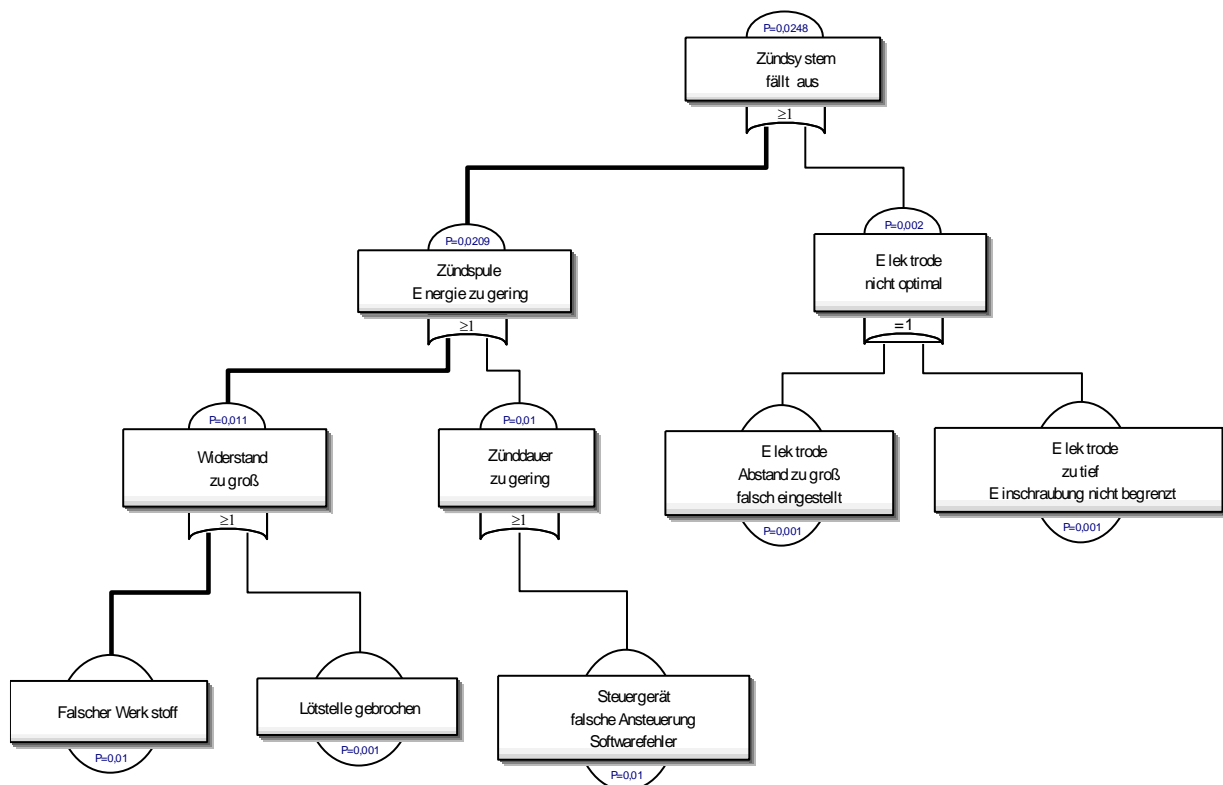 P=0,0248
Zündsystem
fällt aus
≥1
P=0,0209
Zündspule
Energie zu gering
≥1
P=0,002
Elektrode
nicht optimal
=1
P=0,011
Widerstand
zu groß
≥1
P=0,01
Zünddauer
zu gering
≥1
Elektrode
Abstand zu groß
falsch eingestellt
P=0,001
Elektrode
zu tief
Einschraubung nicht begrenzt
P=0,001
Falscher Werkstoff
P=0,01
Lötstelle gebrochen
P=0,001
Steuergerät
falsche Ansteuerung
Softwarefehler
P=0,01